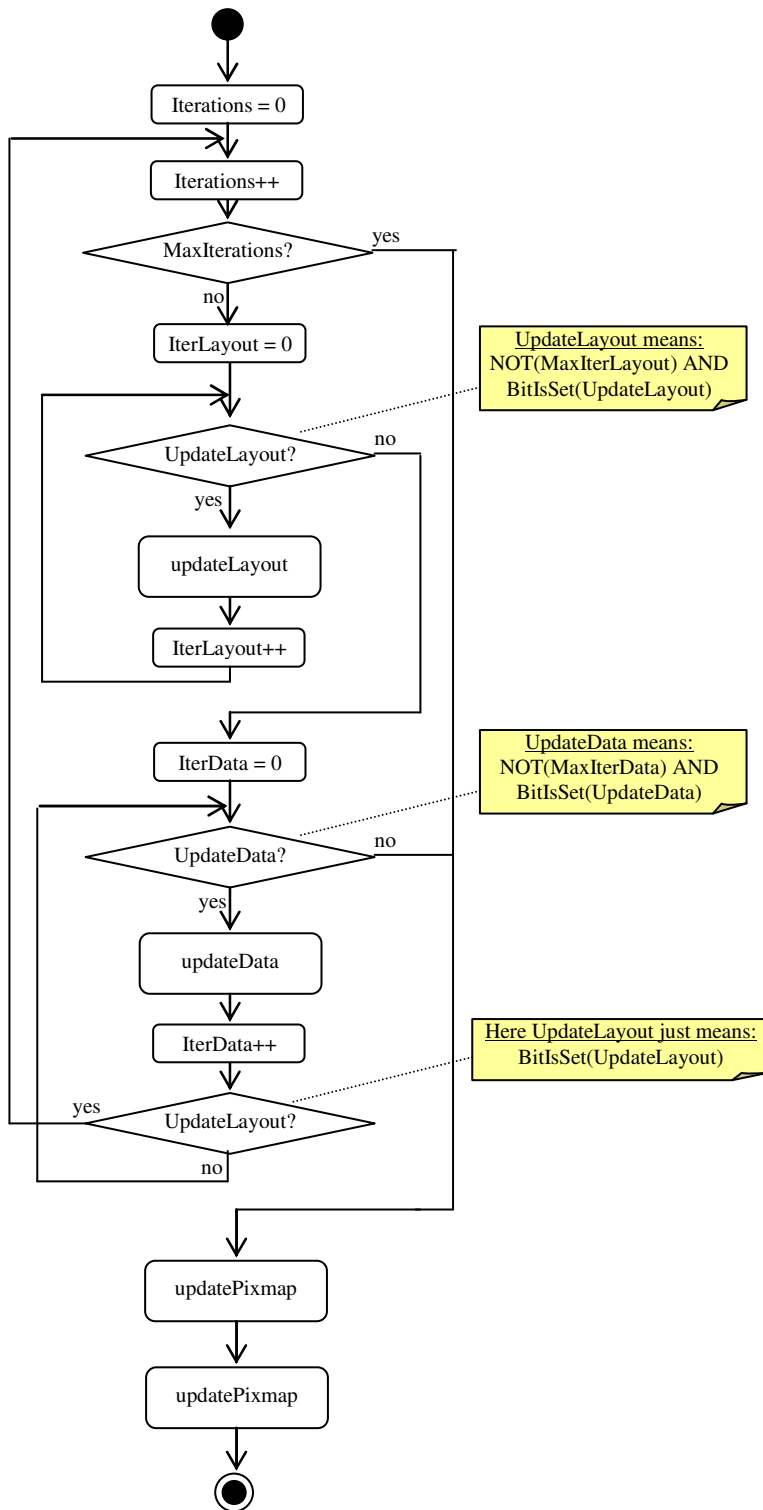 Iterations = 0
Iterations++
MaxIterations?
yes
no
IterLayout = 0
UpdateLayout means:
NOT(MaxIterLayout) AND
BitIsSet(UpdateLayout)
UpdateLayout?
no
yes
updateLayout
IterLayout++
IterData = 0
UpdateData means:
NOT(MaxIterData) AND
BitIsSet(UpdateData)
UpdateData?
no
yes
updateData
IterData++
Here UpdateLayout just means:
BitIsSet(UpdateLayout)
UpdateLayout?
yes
no
updatePixmap
updatePixmap